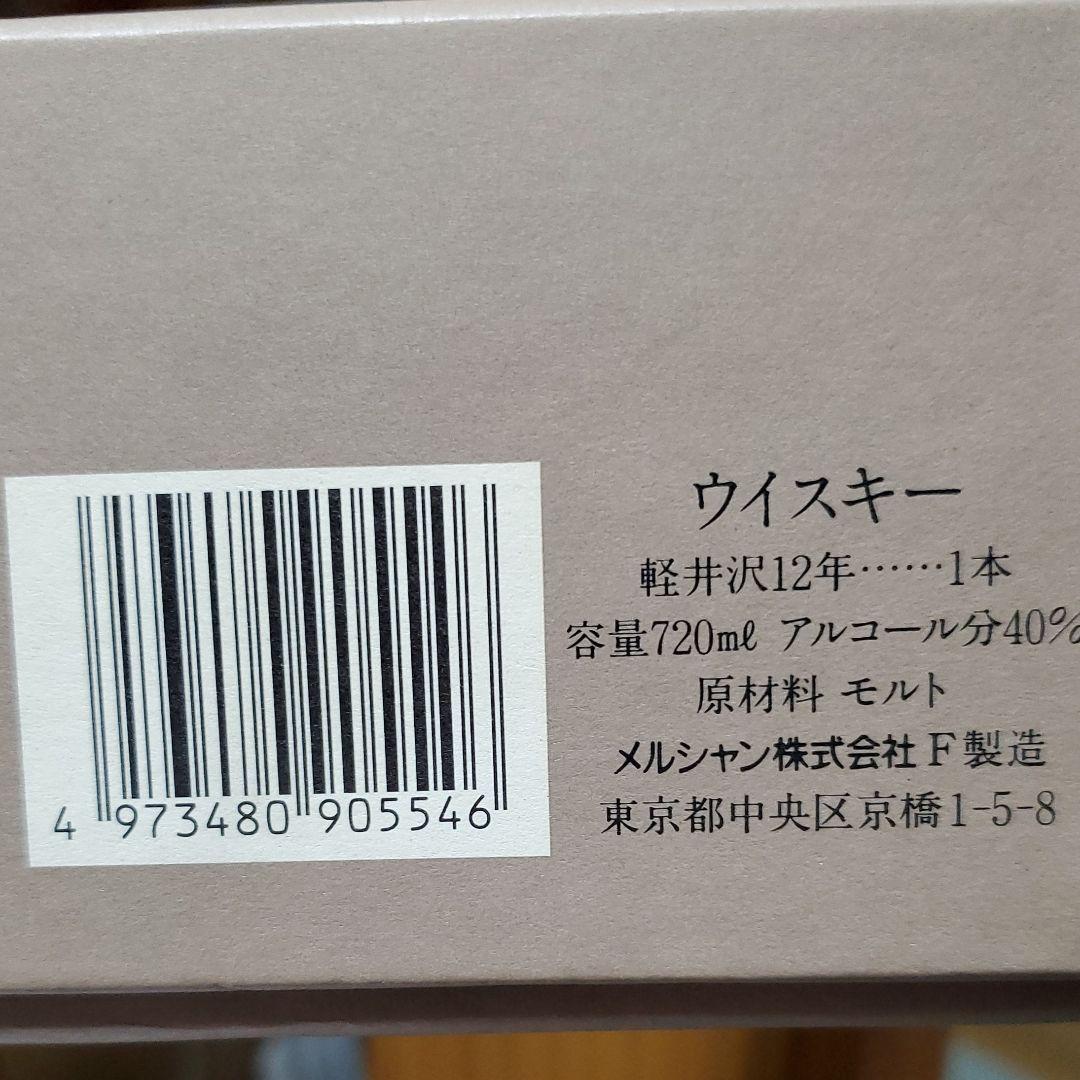 ウイスキー
軽井沢12年……1本
容量720mℓ アルコール分40%
原材料 モルト
メルシャン株式会社F製造
東京都中央区京橋1-5-8
4 973480 905546